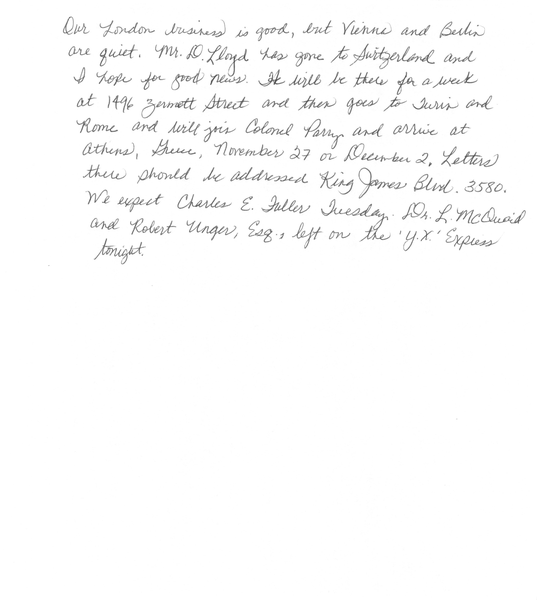 Our London business is good, but Vienna and Berlin
are quiet. Mr. D. Lloyd has gone to Switzerland and
I hope for good news. He will be there for a week
at 1496 Zermott Street and then goes to Turin and
Rome and will join Colonel Parry and arrive at
Athens, Greece, November 27 or December 2. Letters
there should be addressed King James Blvd. 3580.
We expect Charles E. Fuller Tuesday. Dr. L. McQuaid
and Robert Unger, Esq., left on the 'Y.X.' Express
tonight.